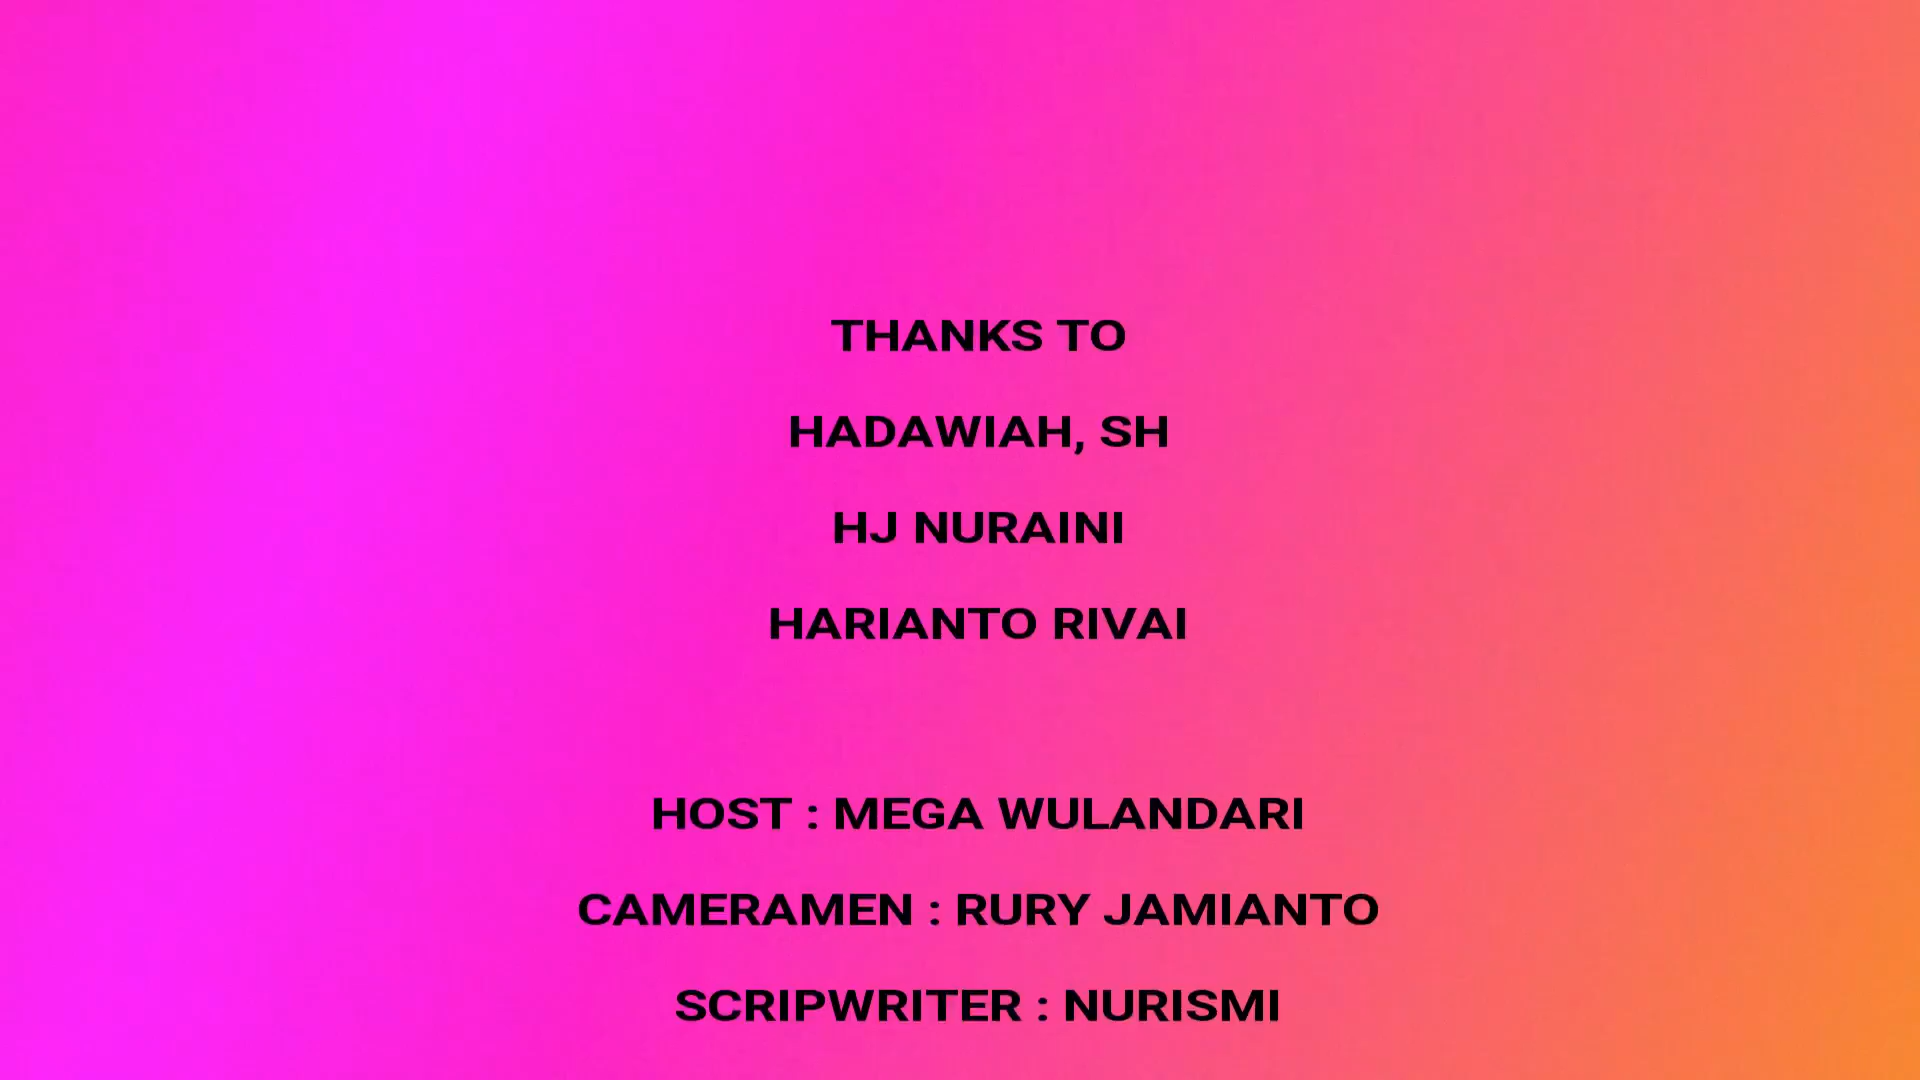 THANKS TO
HADAWIAH, SH
HJ NURAINI
HARIANTO RIVAI
HOST : MEGA WULANDARI
CAMERAMEN : RURY JAMIANTO
SCRIPWRITER : NURISMI